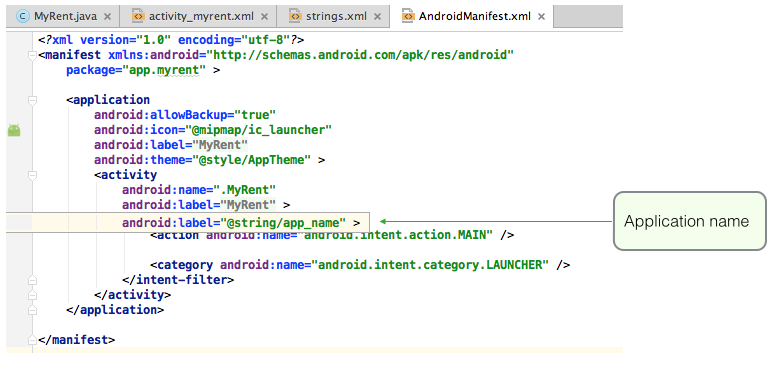 MyRent.java activity_myrent.xml strings.xml AndroidManifest.xml
<?xml version="1.0" encoding="utf-8"?>
<manifest xmlns:android="http://schemas.android.com/apk/res/android"
package="app.myrent" >
<application
android:allowBackup="true"
android:icon="@mipmap/ic_launcher"
android:label="MyRent"
android:theme="@style/AppTheme" >
<activity
android:name=".MyRent"
android:label="MyRent" >
android:label="@string/app_name" >
Application name
<action android:name="android.intent.action.MAIN" />
<category android:name="android.intent.category.LAUNCHER" />
</intent-filter>
</activity>
</application>
</manifest>